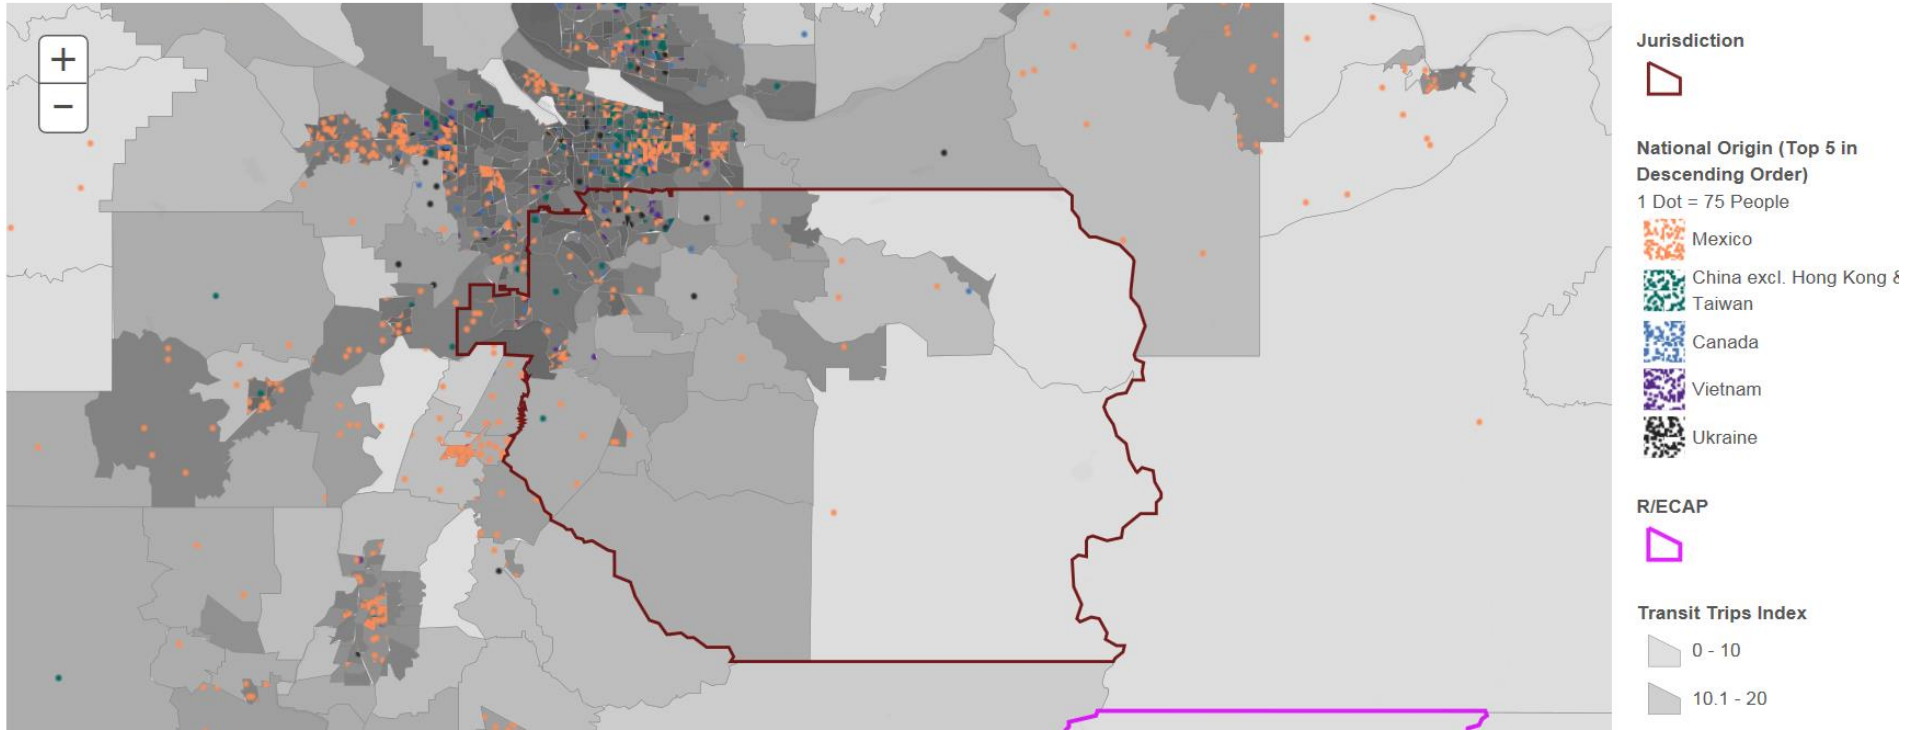 +
−
Jurisdiction
National Origin (Top 5 in
Descending Order)
1 Dot = 75 People
Mexico
China excl. Hong Kong &
Taiwan
Canada
Vietnam
Ukraine
R/ECAP
Transit Trips Index
0 - 10
10.1 - 20